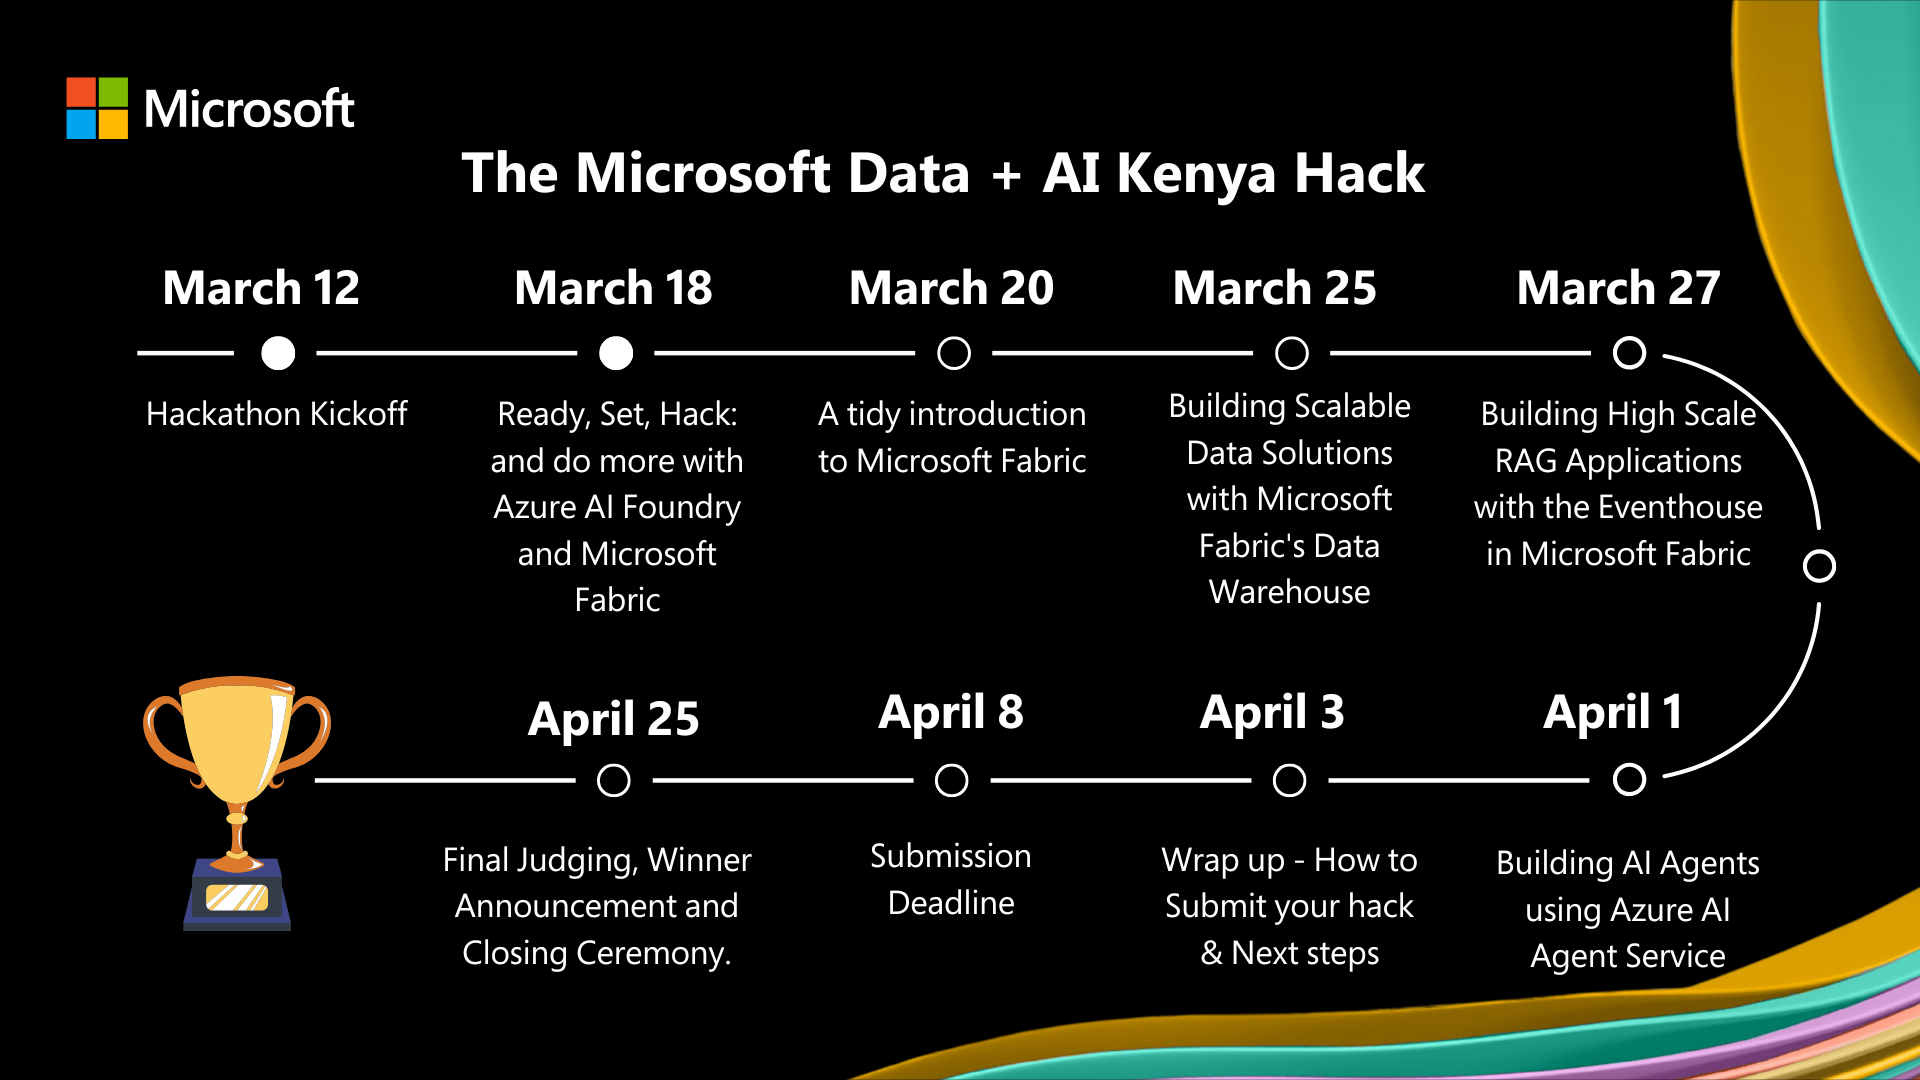 Microsoft
The Microsoft Data + AI Kenya Hack
March 12
Hackathon Kickoff
March 18
Ready, Set, Hack:
and do more with
Azure AI Foundry
and Microsoft
Fabric
March 20
A tidy introduction
to Microsoft Fabric
March 25
Building Scalable
Data Solutions
with Microsoft
Fabric's Data
Warehouse
March 27
Building High Scale
RAG Applications
with the Eventhouse
in Microsoft Fabric
April 25
Final Judging, Winner
Announcement and
Closing Ceremony.
April 8
Submission
Deadline
April 3
Wrap up - How to
Submit your hack
& Next steps
April 1
Building AI Agents
using Azure AI
Agent Service